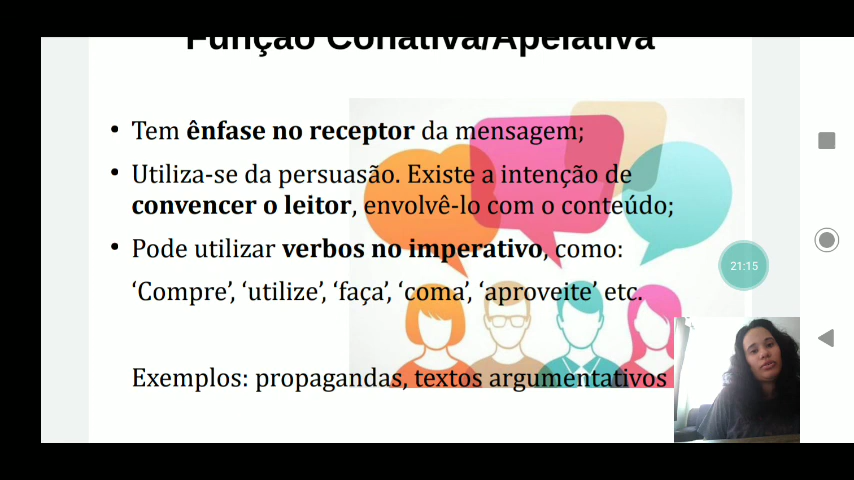 Função Conativa/Apelativa
• Tem ênfase no receptor da mensagem;
• Utiliza-se da persuasão. Existe a intenção de
convencer o leitor, envolvê-lo com o conteúdo;
• Pode utilizar verbos no imperativo, como:
‘Compre’, ‘utilize’, ‘faça’, ‘coma’, ‘aproveite’ etc.
21:15
Exemplos: propagandas, textos argumentativos